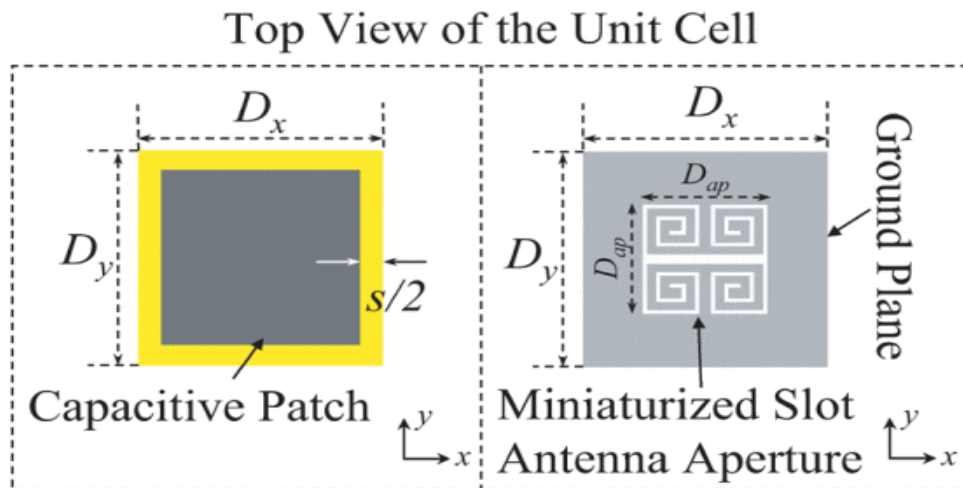 Top View of the Unit Cell
D_x
D_y
s/2
Capacitive Patch
y
x
D_x
D_ap
D_ap
D_y
Ground Plane
Miniaturized Slot
Antenna Aperture
y
x